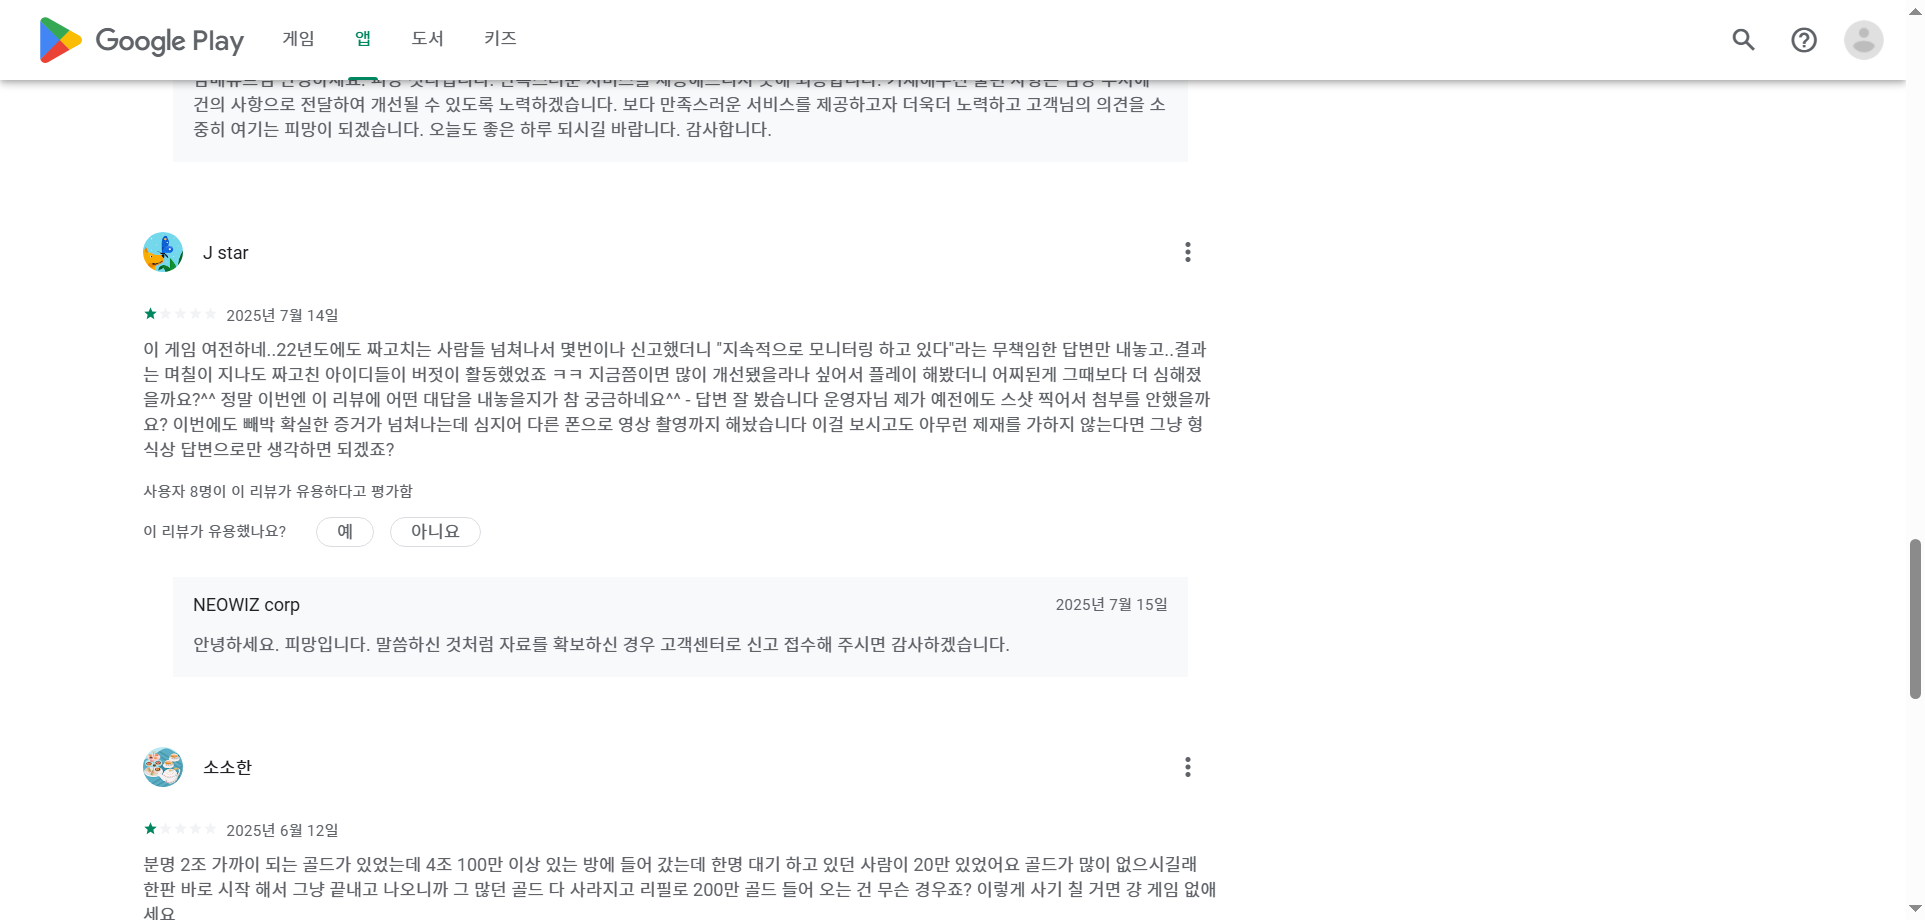 Google Play
게임
앱
도서
키즈
건의 사항으로 전달하여 개선될 수 있도록 노력하겠습니다. 보다 만족스러운 서비스를 제공하고자 더욱더 노력하고 고객님의 의견을 소
중히 여기는 피망이 되겠습니다. 오늘도 좋은 하루 되시길 바랍니다. 감사합니다.
J star
2025년 7월 14일
이 게임 여전하네..22년도에도 짜고치는 사람들 넘쳐나서 몇번이나 신고했더니 "지속적으로 모니터링 하고 있다"라는 무책임한 답변만 내놓고..결과
는 며칠이 지나도 짜고친 아이디들이 버젓이 활동했었죠 ㅋㅋ 지금쯤이면 많이 개선됐을라나 싶어서 플레이 해봤더니 어찌된게 그때보다 더 심해졌
을까요?^^ 정말 이번엔 이 리뷰에 어떤 대답을 내놓을지가 참 궁금하네요^^ - 답변 잘 봤습니다 운영자님 제가 예전에도 스샷 찍어서 첨부를 안했을까
요? 이번에도 빼박 확실한 증거가 넘쳐나는데 심지어 다른 폰으로 영상 촬영까지 해놨습니다 이걸 보시고도 아무런 제재를 가하지 않는다면 그냥 형
식상 답변으로만 생각하면 되겠죠?
사용자 8명이 이 리뷰가 유용하다고 평가함
이 리뷰가 유용했나요?
예
아니요
NEOWIZ corp
2025년 7월 15일
안녕하세요. 피망입니다. 말씀하신 것처럼 자료를 확보하신 경우 고객센터로 신고 접수해 주시면 감사하겠습니다.
소소한
2025년 6월 12일
분명 2조 가까이 되는 골드가 있었는데 4조 100만 이상 있는 방에 들어 갔는데 한명 대기 하고 있던 사람이 20만 있었어요 골드가 많이 없으시길래
한판 바로 시작 해서 그냥 끝내고 나오니까 그 많던 골드 다 사라지고 리필로 200만 골드 들어 오는 건 무슨 경우죠? 이렇게 사기 칠 거면 걍 게임 없애
세요